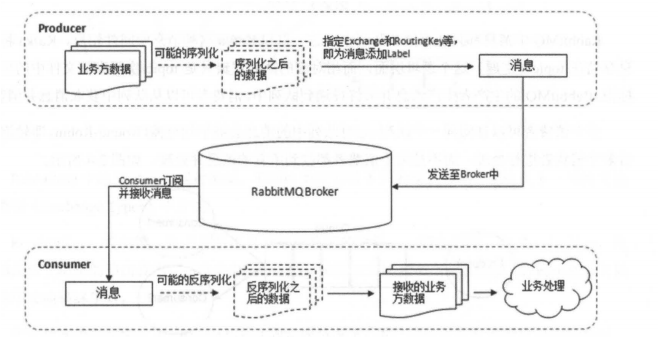 Producer
业务方数据
可能的序列化
序列化之后
的数据
指定Exchange和RoutingKey等，
即为消息添加Label
消息
Consumer订阅
并接收消息
RabbitMQ Broker
发送至Broker中
Consumer
消息
可能的反序列化
反序列化之
后的数据
接收的业务
方数据
业务处理